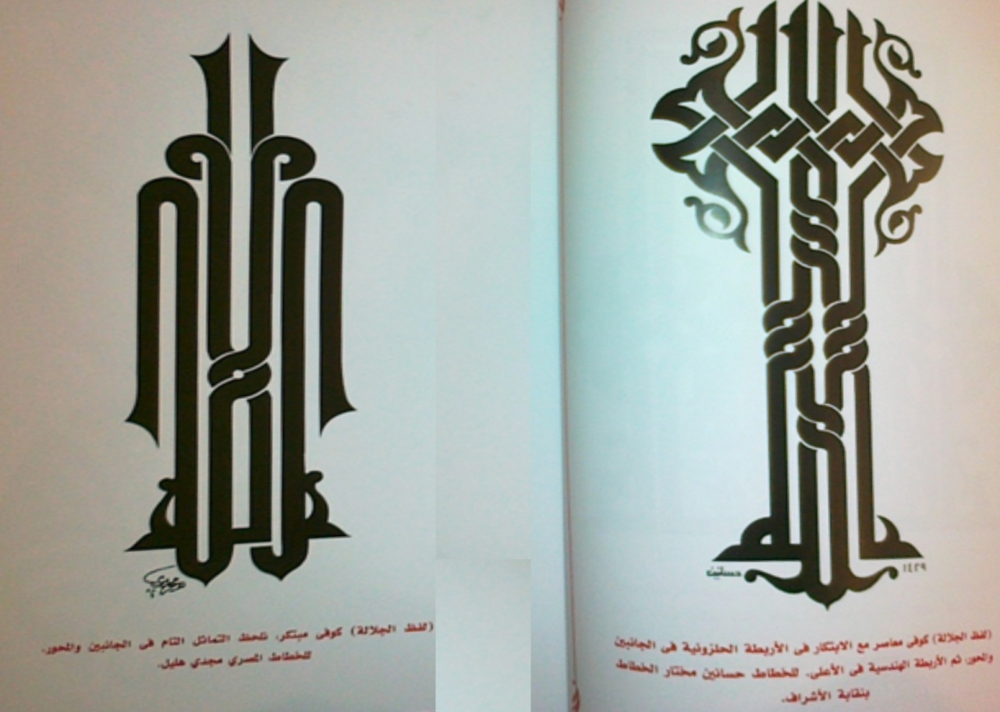 (لفظ الجلالة) كوفى معاصر مع الابتكار فى الأربطة الحلزونية فى الجانبين
والمحور، ثم الأربطة الهندسية فى الأعلى. للخطاط حسانين مختار الخطاط
بنقابة الأشراف.
حسانين
١٤٢٩
الله
(لفظ الجلالة) كوفى مبتكر، نلحظ التماثل التام فى الجانبين والمحور.
للخطاط المصري مجدي هليل.
الله